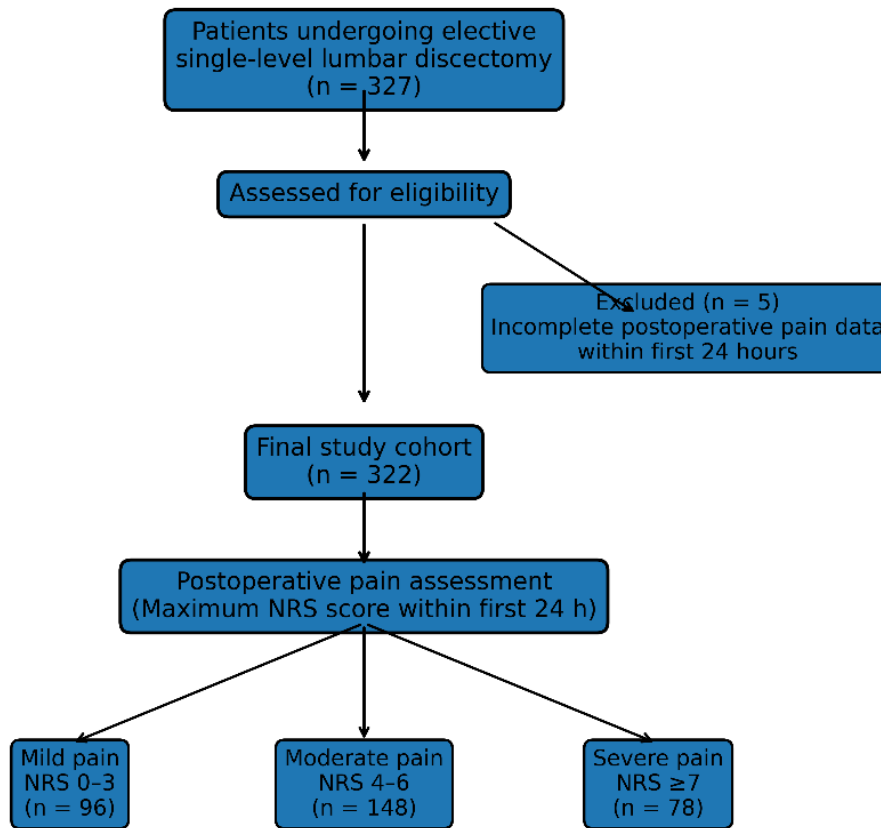 Patients undergoing elective
single-level lumbar discectomy
(n = 327)
Assessed for eligibility
Excluded (n = 5)
Incomplete postoperative pain data
within first 24 hours
Final study cohort
(n = 322)
Postoperative pain assessment
(Maximum NRS score within first 24 h)
Mild pain
NRS 0–3
(n = 96)
Moderate pain
NRS 4–6
(n = 148)
Severe pain
NRS ≥7
(n = 78)